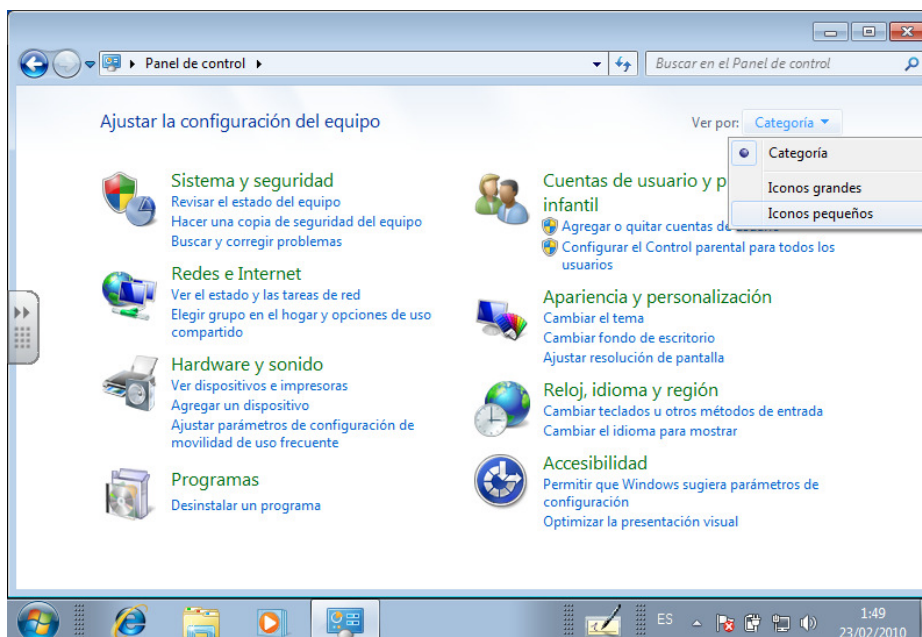 Panel de control
Buscar en el Panel de control
Ajustar la configuración del equipo
Ver por: Categoría
Categoría
Iconos grandes
Iconos pequeños
Sistema y seguridad
Revisar el estado del equipo
Hacer una copia de seguridad del equipo
Buscar y corregir problemas
Redes e Internet
Ver el estado y las tareas de red
Elegir grupo en el hogar y opciones de uso
compartido
Hardware y sonido
Ver dispositivos e impresoras
Agregar un dispositivo
Ajustar parámetros de configuración de
movilidad de uso frecuente
Programas
Desinstalar un programa
Cuentas de usuario y p
infantil
Agregar o quitar cuentas de
Configurar el Control parental para todos los
usuarios
Apariencia y personalización
Cambiar el tema
Cambiar fondo de escritorio
Ajustar resolución de pantalla
Reloj, idioma y región
Cambiar teclados u otros métodos de entrada
Cambiar el idioma para mostrar
Accesibilidad
Permitir que Windows sugiera parámetros de
configuración
Optimizar la presentación visual
ES
1:49
23/02/2010